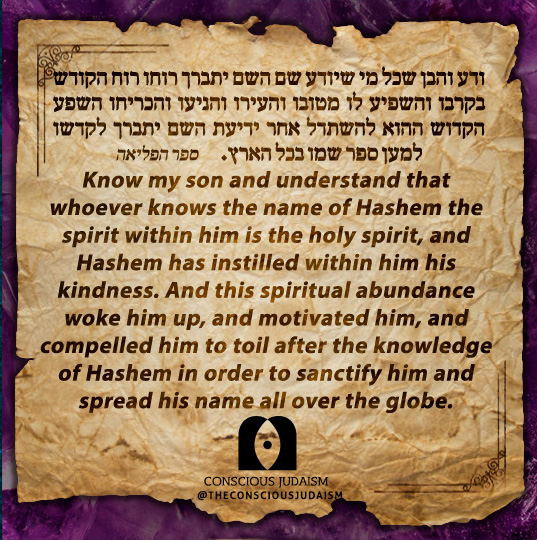 ודע והבן שכל מי שיודע שם השם יתברך רוחו רוח הקודש
בקרבו והשפיע לו מטובו והעירו והניעו והכריחו השפע
הקדוש ההוא להשתדל אחר ידיעת השם יתברך לקדשו
למען ספר שמו בכל הארץ. ספר הפליאה
Know my son and understand that
whoever knows the name of Hashem the
spirit within him is the holy spirit, and
Hashem has instilled within him his
kindness. And this spiritual abundance
woke him up, and motivated him, and
compelled him to toil after the knowledge
of Hashem in order to sanctify him and
spread his name all over the globe.
CONSCIOUS JUDAISM
@THECONSCIOUSJUDAISM